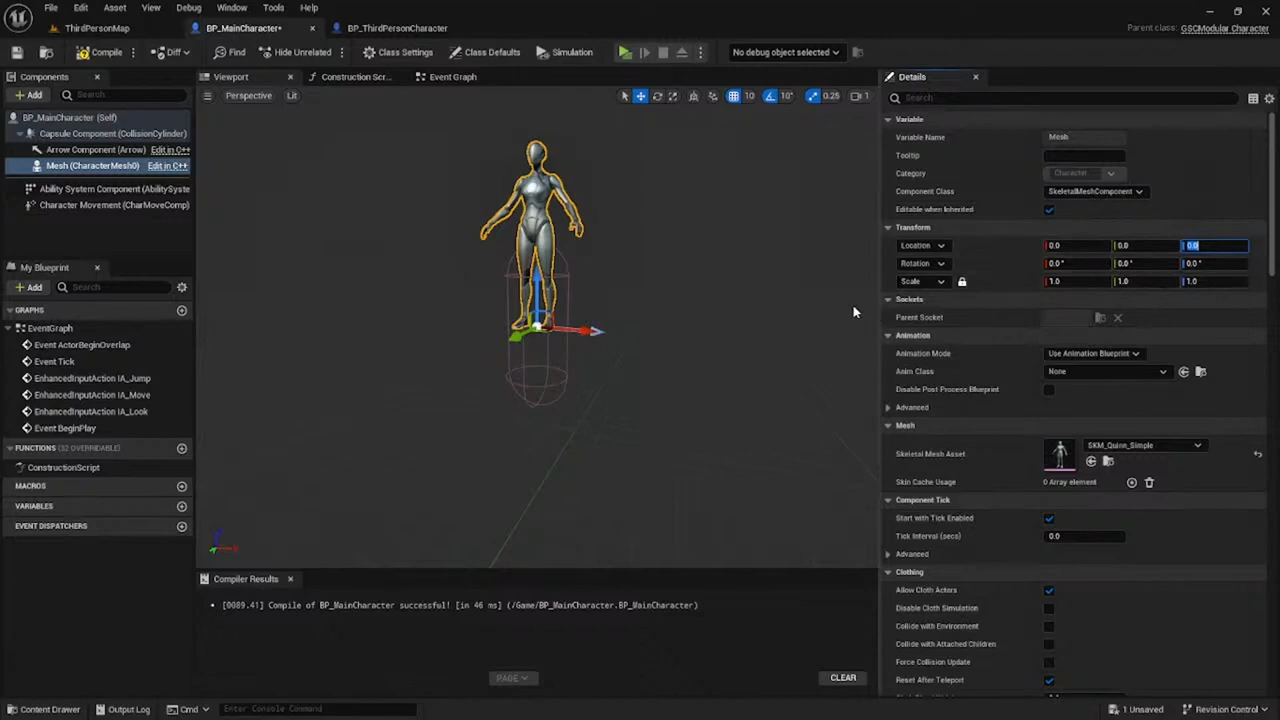 File Edit Asset View Debug Window Tools Help
ThirdPersonMap BP_MainCharacter* BP_ThirdPersonCharacter Parent class: GSCModular Character
Compile Diff Find Hide Unrelated Class Settings Class Defaults Simulation No debug object selected
Components
Add Search
BP_MainCharacter (Self)
Capsule Component (CollisionCylinder)
Arrow Component (Arrow) Edit in C++
Mesh (CharacterMesh0) Edit in C++
Ability System Component (AbilitySyste
Character Movement (CharMoveComp)
My Blueprint
Add Search
GRAPHS
EventGraph
Event ActorBeginOverlap
Event Tick
EnhancedInputAction IA_Jump
EnhancedInputAction IA_Move
EnhancedInputAction IA_Look
Event BeginPlay
FUNCTIONS (32 OVERRIDABLE)
ConstructionScript
MACROS
VARIABLES
EVENT DISPATCHERS
Viewport Construction Scr... Event Graph
Perspective Lit 10 10° 0.25 1
Compiler Results
[0089.41] Compile of BP_MainCharacter successful! [in 46 ms] (/Game/BP_MainCharacter.BP_MainCharacter)
PAGE CLEAR
Details
Search
Variable
Variable Name Mesh
Tooltip
Category Character
Component Class SkeletalMeshComponent
Editable when Inherited
Transform
Location 0.0 0.0 0.0
Rotation 0.0° 0.0° 0.0°
Scale 1.0 1.0 1.0
Sockets
Parent Socket
Animation
Animation Mode Use Animation Blueprint
Anim Class None
Disable Post Process Blueprint
Advanced
Mesh
Skeletal Mesh Asset SKM_Quinn_Simple
Skin Cache Usage 0 Array element
Component Tick
Start with Tick Enabled
Tick Interval (secs) 0.0
Advanced
Clothing
Allow Cloth Actors
Disable Cloth Simulation
Collide with Environment
Collide with Attached Children
Force Collision Update
Reset After Teleport
Content Drawer Output Log Cmd Enter Console Command 1 Unsaved Revision Control